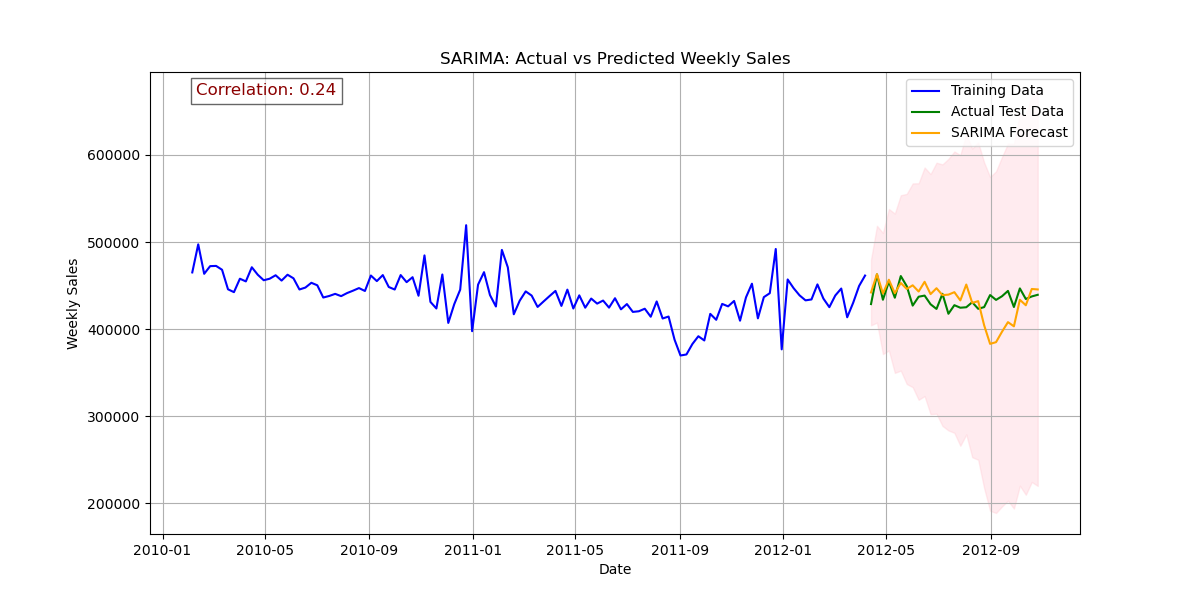 SARIMA: Actual vs Predicted Weekly Sales
Correlation: 0.24
Training Data
Actual Test Data
SARIMA Forecast
Weekly Sales
600000
500000
400000
300000
200000
2010-01 2010-05 2010-09 2011-01 2011-05 2011-09 2012-01 2012-05 2012-09
Date